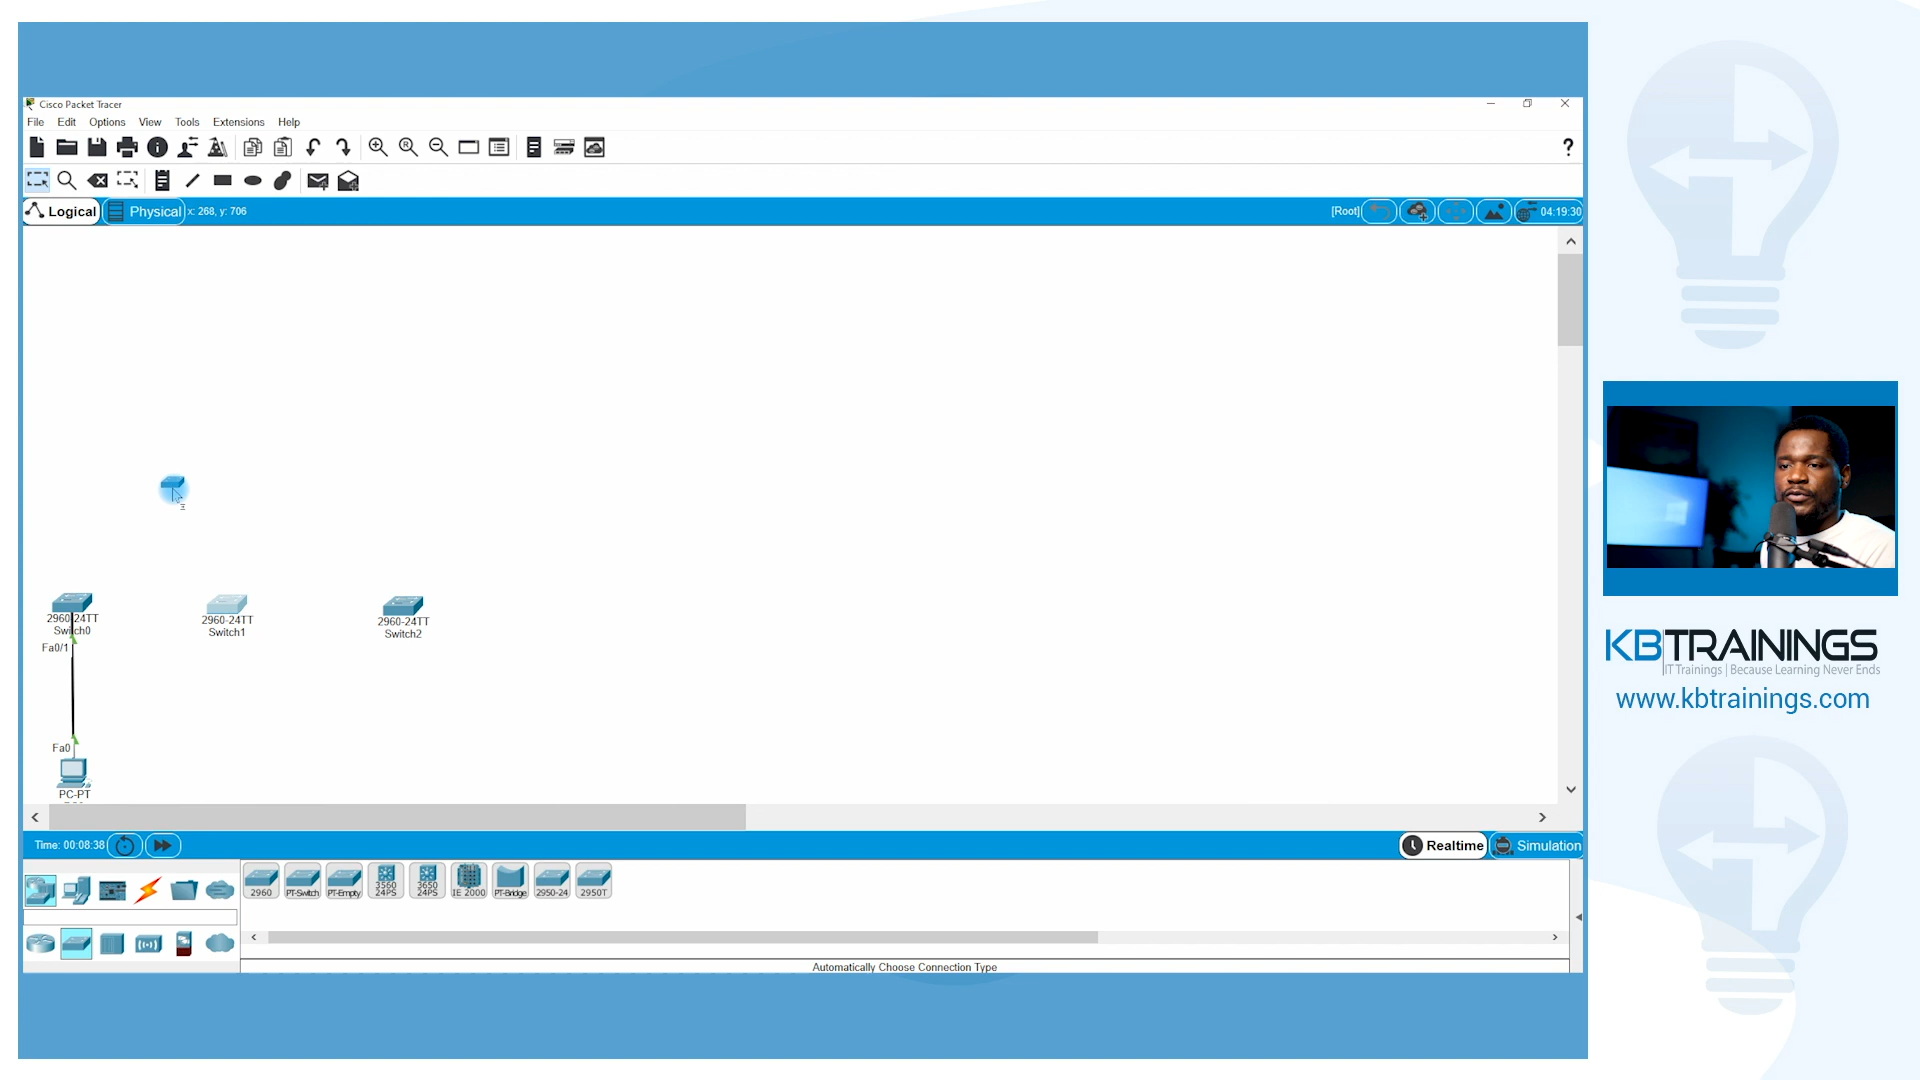 Cisco Packet Tracer
File Edit Options View Tools Extensions Help
R
?
Logical Physical x: 268, y: 706 [Root] 04:19:30
2960-24TT
Switch0
2960-24TT
Switch1
2960-24TT
Switch2
Fa0/1
Fa0
PC-PT
Time: 00:08:38 Realtime Simulation
2960 PT-Switch PT-Empty 3560 24PS 3650 24PS IE 2000 PT-Bridge 2950-24 2950T
Automatically Choose Connection Type
KBTRAININGS
IT Trainings | Because Learning Never Ends
www.kbtrainings.com